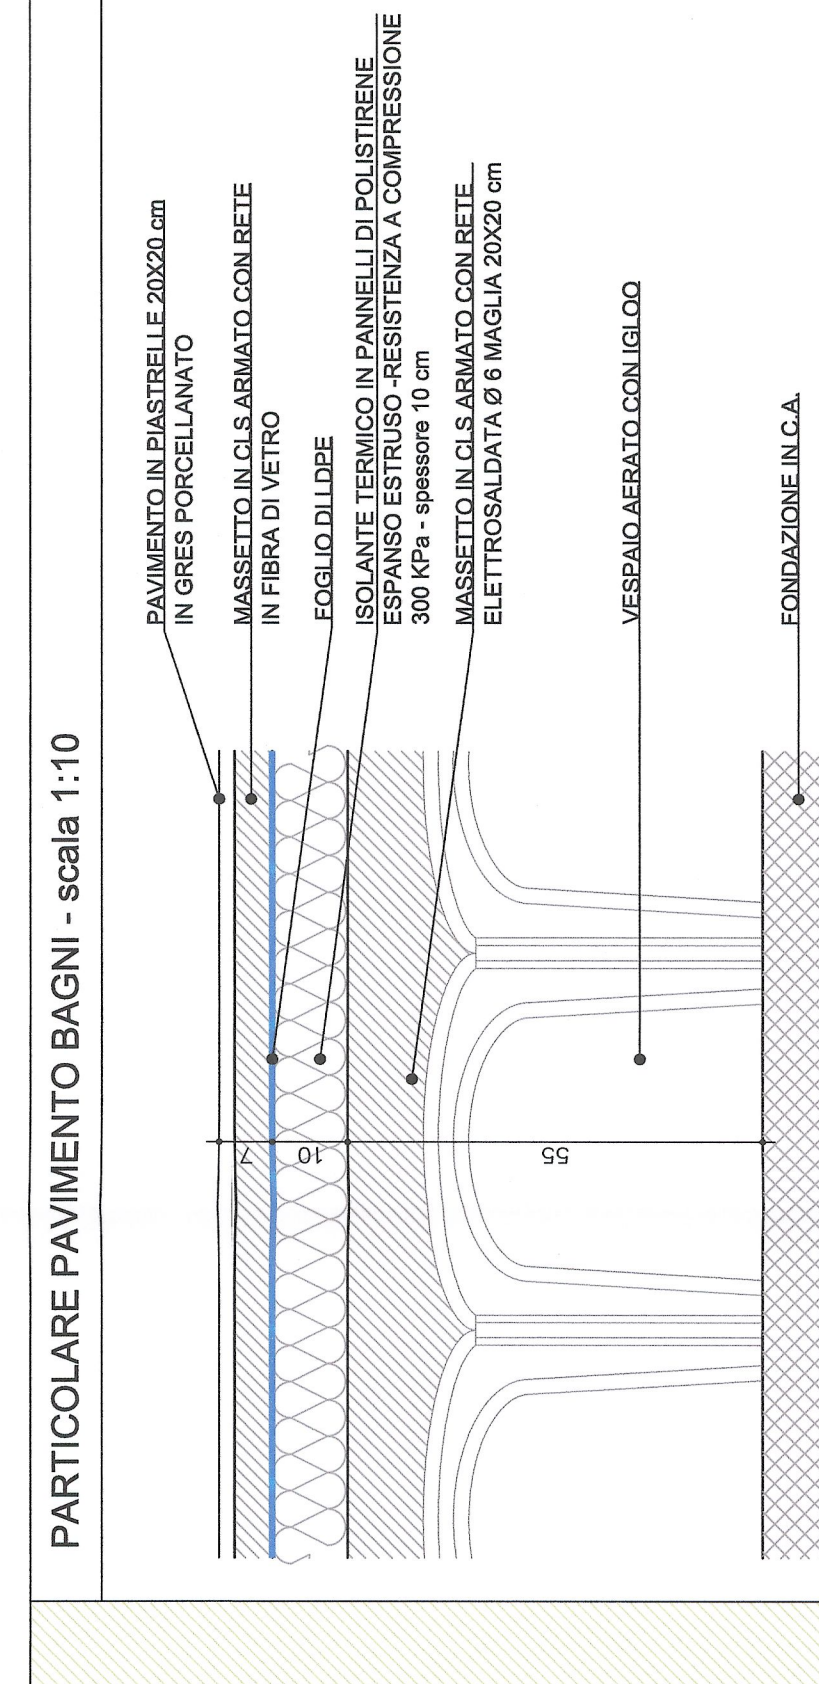 PARTICOLARE PAVIMENTO BAGNI - scala 1:10
PAVIMENTO IN PIASTRELLE 20X20 cm
IN GRES PORCELLANATO
MASSETTO IN CLS ARMATO CON RETE
IN FIBRA DI VETRO
FOGLIO DI LDPE
ISOLANTE TERMICO IN PANNELLI DI POLISTIRENE
ESPANSO ESTRUSO -RESISTENZA A COMPRESSIONE
300 KPa - spessore 10 cm
MASSETTO IN CLS ARMATO CON RETE
ELETTROSALDATA Ø 6 MAGLIA 20X20 cm
VESPAIO AERATO CON IGLOO
FONDAZIONE IN C.A.
7
10
55